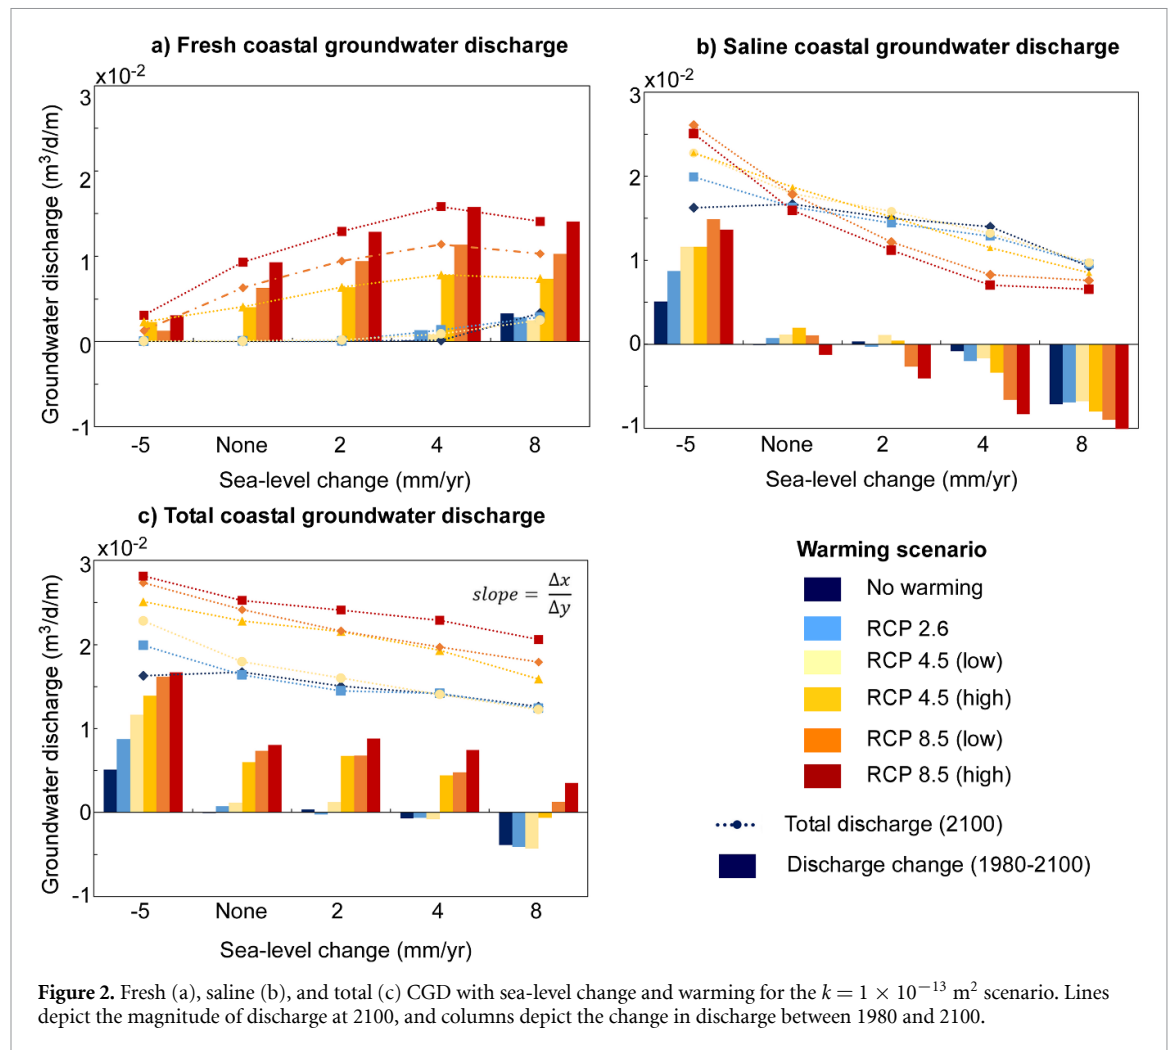 a) Fresh coastal groundwater discharge
x10-2
Groundwater discharge (m3/d/m)
3
2
1
0
-1
-5 None 2 4 8
Sea-level change (mm/yr)
b) Saline coastal groundwater discharge
x10-2
3
2
1
0
-1
-5 None 2 4 8
Sea-level change (mm/yr)
c) Total coastal groundwater discharge
x10-2
Groundwater discharge (m3/d/m)
3
2
1
0
-1
slope = Δx/Δy
-5 None 2 4 8
Sea-level change (mm/yr)
Warming scenario
No warming
RCP 2.6
RCP 4.5 (low)
RCP 4.5 (high)
RCP 8.5 (low)
RCP 8.5 (high)
Total discharge (2100)
Discharge change (1980-2100)
Figure 2. Fresh (a), saline (b), and total (c) CGD with sea-level change and warming for the k = 1 × 10−13 m2 scenario. Lines
depict the magnitude of discharge at 2100, and columns depict the change in discharge between 1980 and 2100.